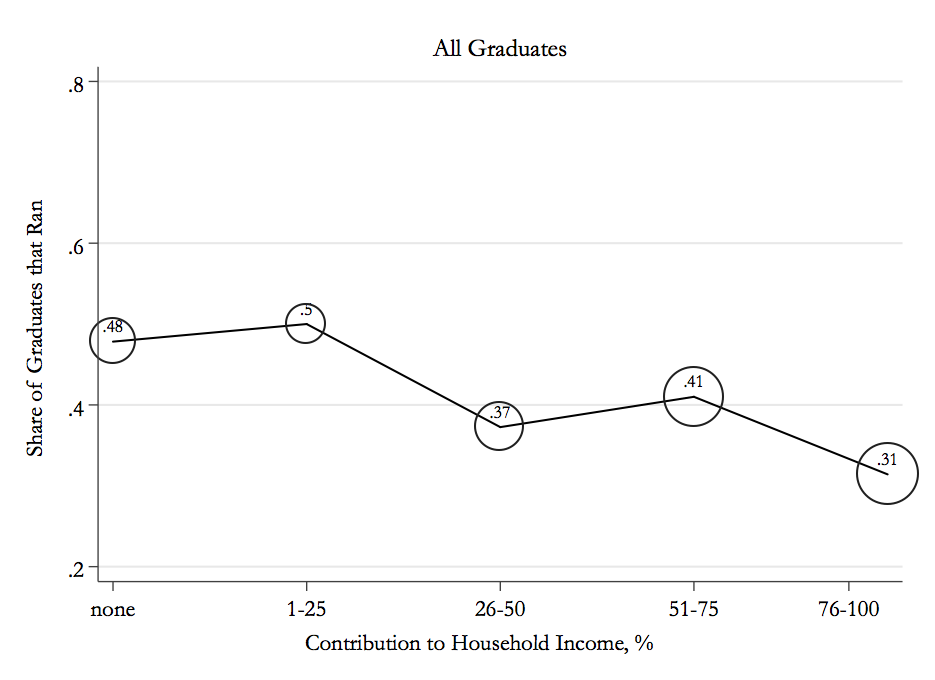 All Graduates
Share of Graduates that Ran
.8
.6
.4
.2
.48
.5
.37
.41
.31
none 1-25 26-50 51-75 76-100
Contribution to Household Income, %